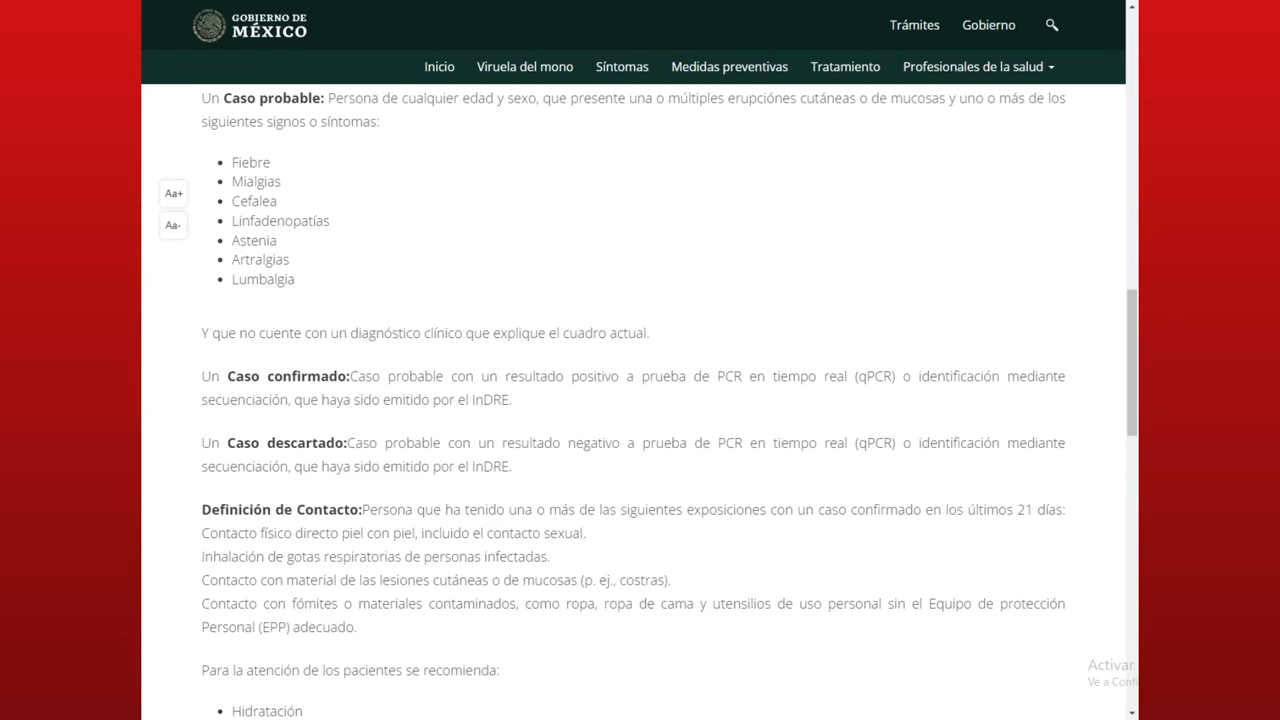 GOBIERNO DE
MÉXICO
Trámites
Gobierno
Inicio
Viruela del mono
Síntomas
Medidas preventivas
Tratamiento
Profesionales de la salud
Un Caso probable: Persona de cualquier edad y sexo, que presente una o múltiples erupciónes cutáneas o de mucosas y uno o más de los
siguientes signos o síntomas:
Aa+
Aa-
• Fiebre
• Mialgias
• Cefalea
• Linfadenopatías
• Astenia
• Artralgias
• Lumbalgia
Y que no cuente con un diagnóstico clínico que explique el cuadro actual.
Un Caso confirmado:Caso probable con un resultado positivo a prueba de PCR en tiempo real (qPCR) o identificación mediante
secuenciación, que haya sido emitido por el InDRE.
Un Caso descartado:Caso probable con un resultado negativo a prueba de PCR en tiempo real (qPCR) o identificación mediante
secuenciación, que haya sido emitido por el InDRE.
Definición de Contacto:Persona que ha tenido una o más de las siguientes exposiciones con un caso confirmado en los últimos 21 días:
Contacto físico directo piel con piel, incluido el contacto sexual.
Inhalación de gotas respiratorias de personas infectadas.
Contacto con material de las lesiones cutáneas o de mucosas (p. ej., costras).
Contacto con fómites o materiales contaminados, como ropa, ropa de cama y utensilios de uso personal sin el Equipo de protección
Personal (EPP) adecuado.
Para la atención de los pacientes se recomienda:
• Hidratación
Activar
Ve a Confi